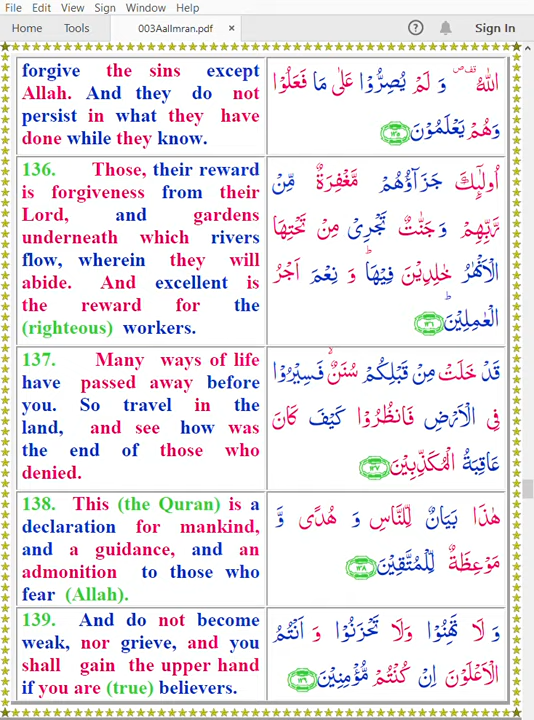 File Edit View Sign Window Help
Home Tools 003AalImran.pdf × ? Sign In
forgive the sins except
Allah. And they do not
persist in what they have
done while they know.
اللّٰهُ ۖ وَ لَمْ يُصِرُّوْا عَلٰى مَا فَعَلُوْا
وَهُمْ يَعْلَمُوْنَ ١٣٥
136. Those, their reward
is forgiveness from their
Lord, and gardens
underneath which rivers
flow, wherein they will
abide. And excellent is
the reward for the
(righteous) workers.
اُولٰٓئِكَ جَزَآؤُهُمْ مَّغْفِرَةٌ مِّنْ
رَّبِّهِمْ وَجَنّٰتٌ تَجْرِىْ مِنْ تَحْتِهَا
الْاَنْهٰرُ خٰلِدِيْنَ فِيْهَا ؕ وَ نِعْمَ اَجْرُ
الْعٰمِلِيْنَ ؕ ١٣٦
137. Many ways of life
have passed away before
you. So travel in the
land, and see how was
the end of those who
denied.
قَدْ خَلَتْ مِنْ قَبْلِكُمْ سُنَنٌ ۙ فَسِيْرُوْا
فِى الْاَرْضِ فَانْظُرُوْا كَيْفَ كَانَ
عَاقِبَةُ الْمُكَذِّبِيْنَ ١٣٧
138. This (the Quran) is a
declaration for mankind,
and a guidance, and an
admonition to those who
fear (Allah).
هٰذَا بَيَانٌ لِّلنَّاسِ وَ هُدًى وَّ
مَوْعِظَةٌ لِّلْمُتَّقِيْنَ ١٣٨
139. And do not become
weak, nor grieve, and you
shall gain the upper hand
if you are (true) believers.
وَ لَا تَهِنُوْا وَلَا تَحْزَنُوْا وَ اَنْتُمُ
الْاَعْلَوْنَ اِنْ كُنْتُمْ مُّؤْمِنِيْنَ ١٣٩